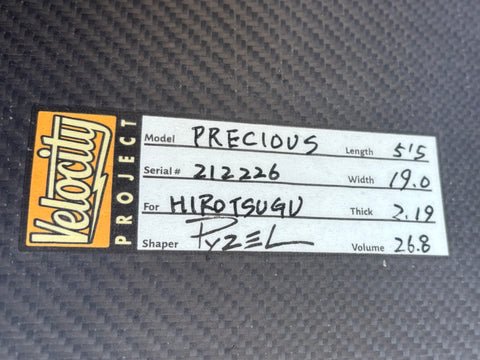 Velocity
PROJECT
Model PRECIOUS Length 5'5
Serial# 212226 Width 19.0
For HIROTSUGU Thick 2.19
Shaper PYZEL Volume 26.8